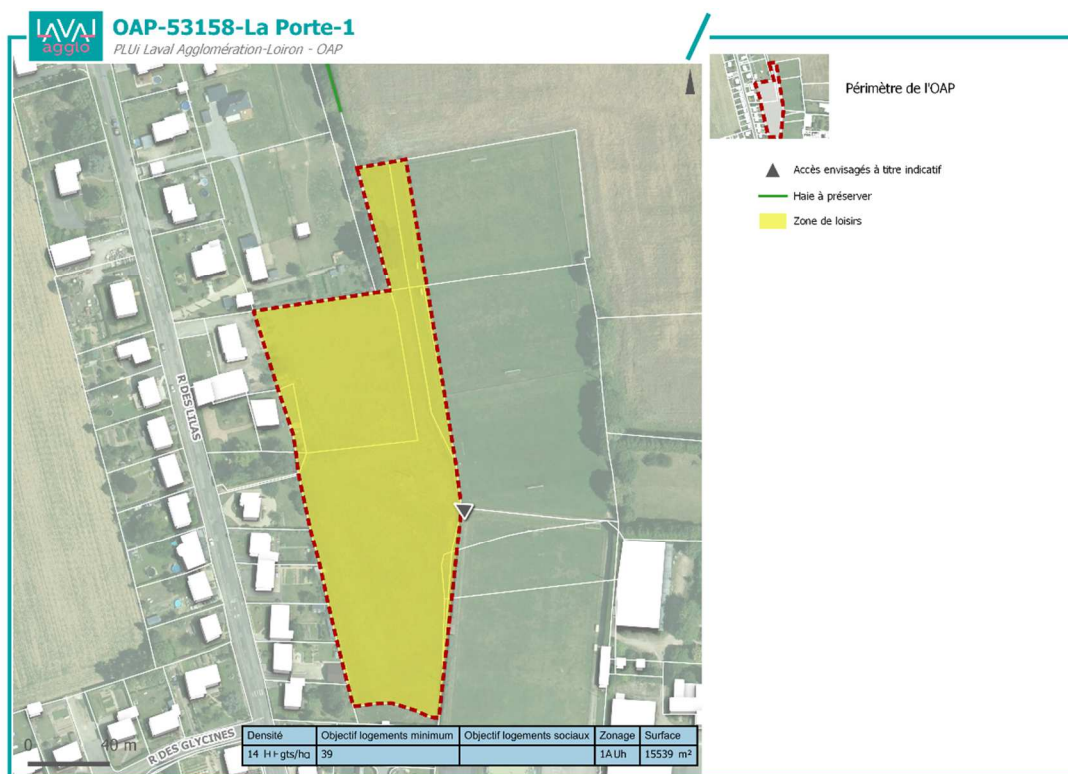 LAVAL
agglo
OAP-53158-La Porte-1
PLUi Laval Agglomération-Loiron - OAP
Périmètre de l'OAP
Accès envisagés à titre indicatif
Haie à préserver
Zone de loisirs
R DES LILAS
R DES GLYCINES
0 40 m
Densité Objectif logements minimum Objectif logements sociaux Zonage Surface
14 39 1AUh 15539 m²